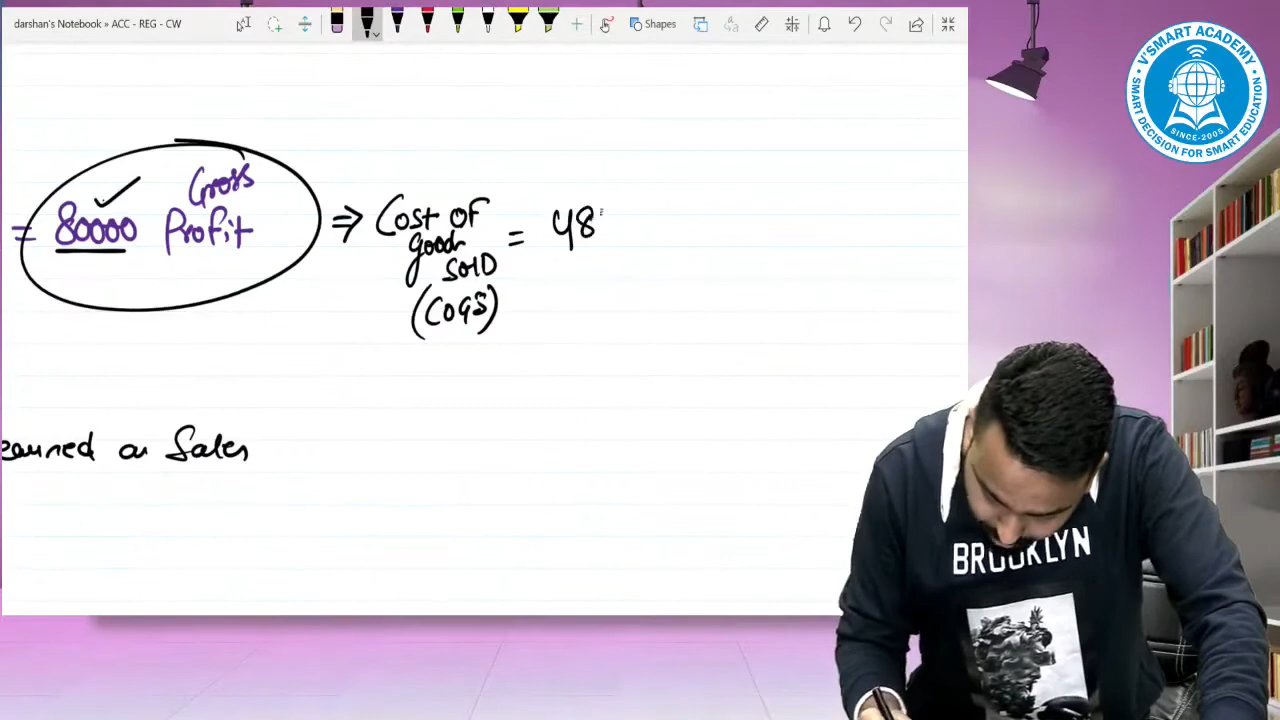 darshan's Notebook » ACC - REG - CW
Shapes
V'SMART ACADEMY
SMART DECISION FOR SMART EDUCATION
SINCE-2005
Gross
= 80000 Profit ⇒ Cost OF
good
SOLD
(COGS)
= 48
earned on Sales
BROOKLYN